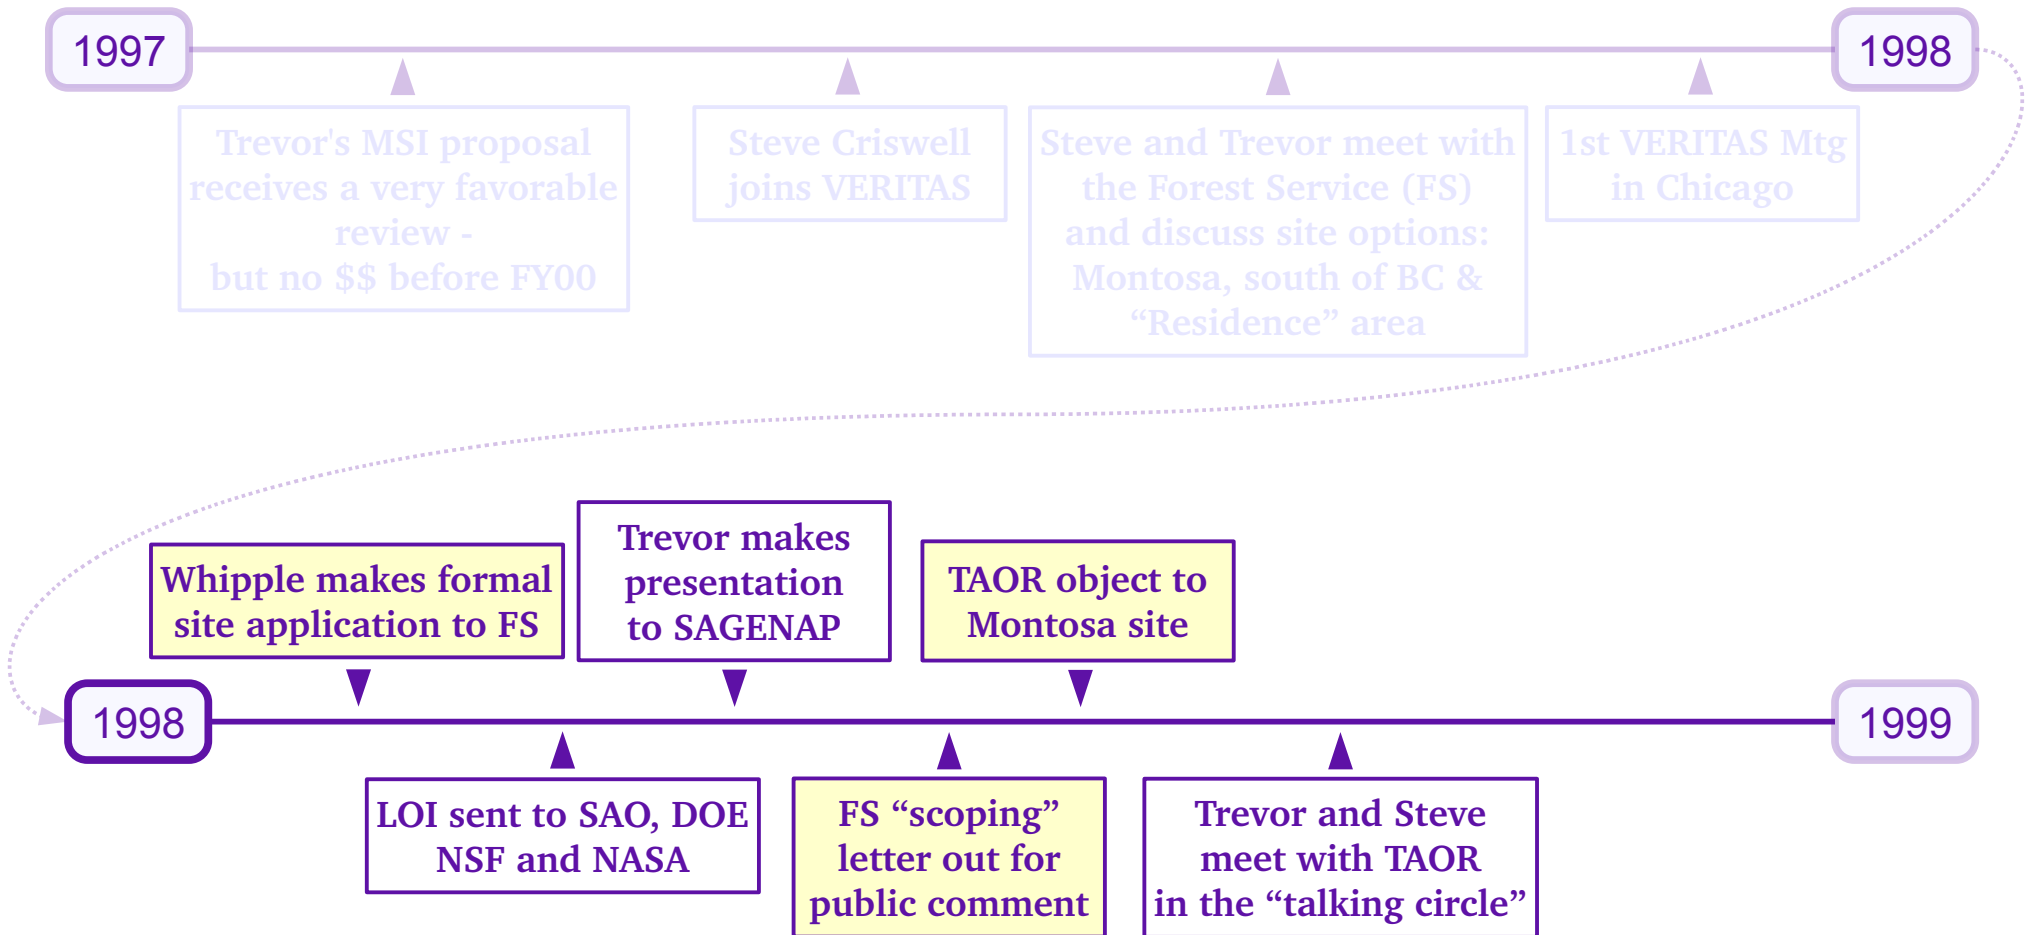 1997
1998
Trevor's MSI proposal
receives a very favorable
review -
but no $$ before FY00
Steve Criswell
joins VERITAS
Steve and Trevor meet with
the Forest Service (FS)
and discuss site options:
Montosa, south of BC &
“Residence” area
1st VERITAS Mtg
in Chicago
Whipple makes formal
site application to FS
Trevor makes
presentation
to SAGENAP
TAOR object to
Montosa site
1998
1999
LOI sent to SAO, DOE
NSF and NASA
FS “scoping”
letter out for
public comment
Trevor and Steve
meet with TAOR
in the “talking circle”